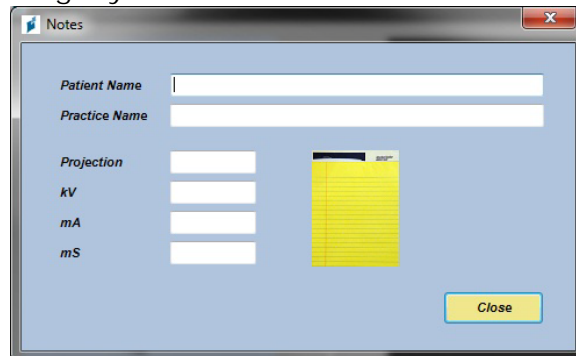 Notes
Patient Name
Practice Name
Projection
kV
mA
mS
Close